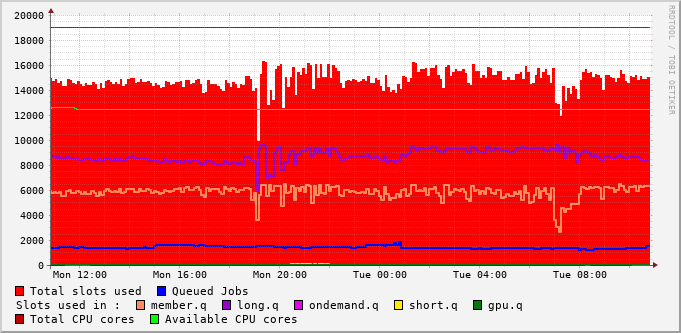 20000
18000
16000
14000
12000
10000
8000
6000
4000
2000
0
Mon 12:00 Mon 16:00 Mon 20:00 Tue 00:00 Tue 04:00 Tue 08:00
Total slots used Queued Jobs
Slots used in : member.q long.q ondemand.q short.q gpu.q
Total CPU cores Available CPU cores
RRDTOOL / TOBI OETIKER